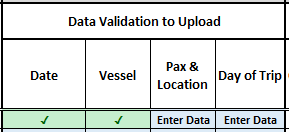 Data Validation to Upload
Date Vessel Pax & Location Day of Trip
✓ ✓ Enter Data Enter Data